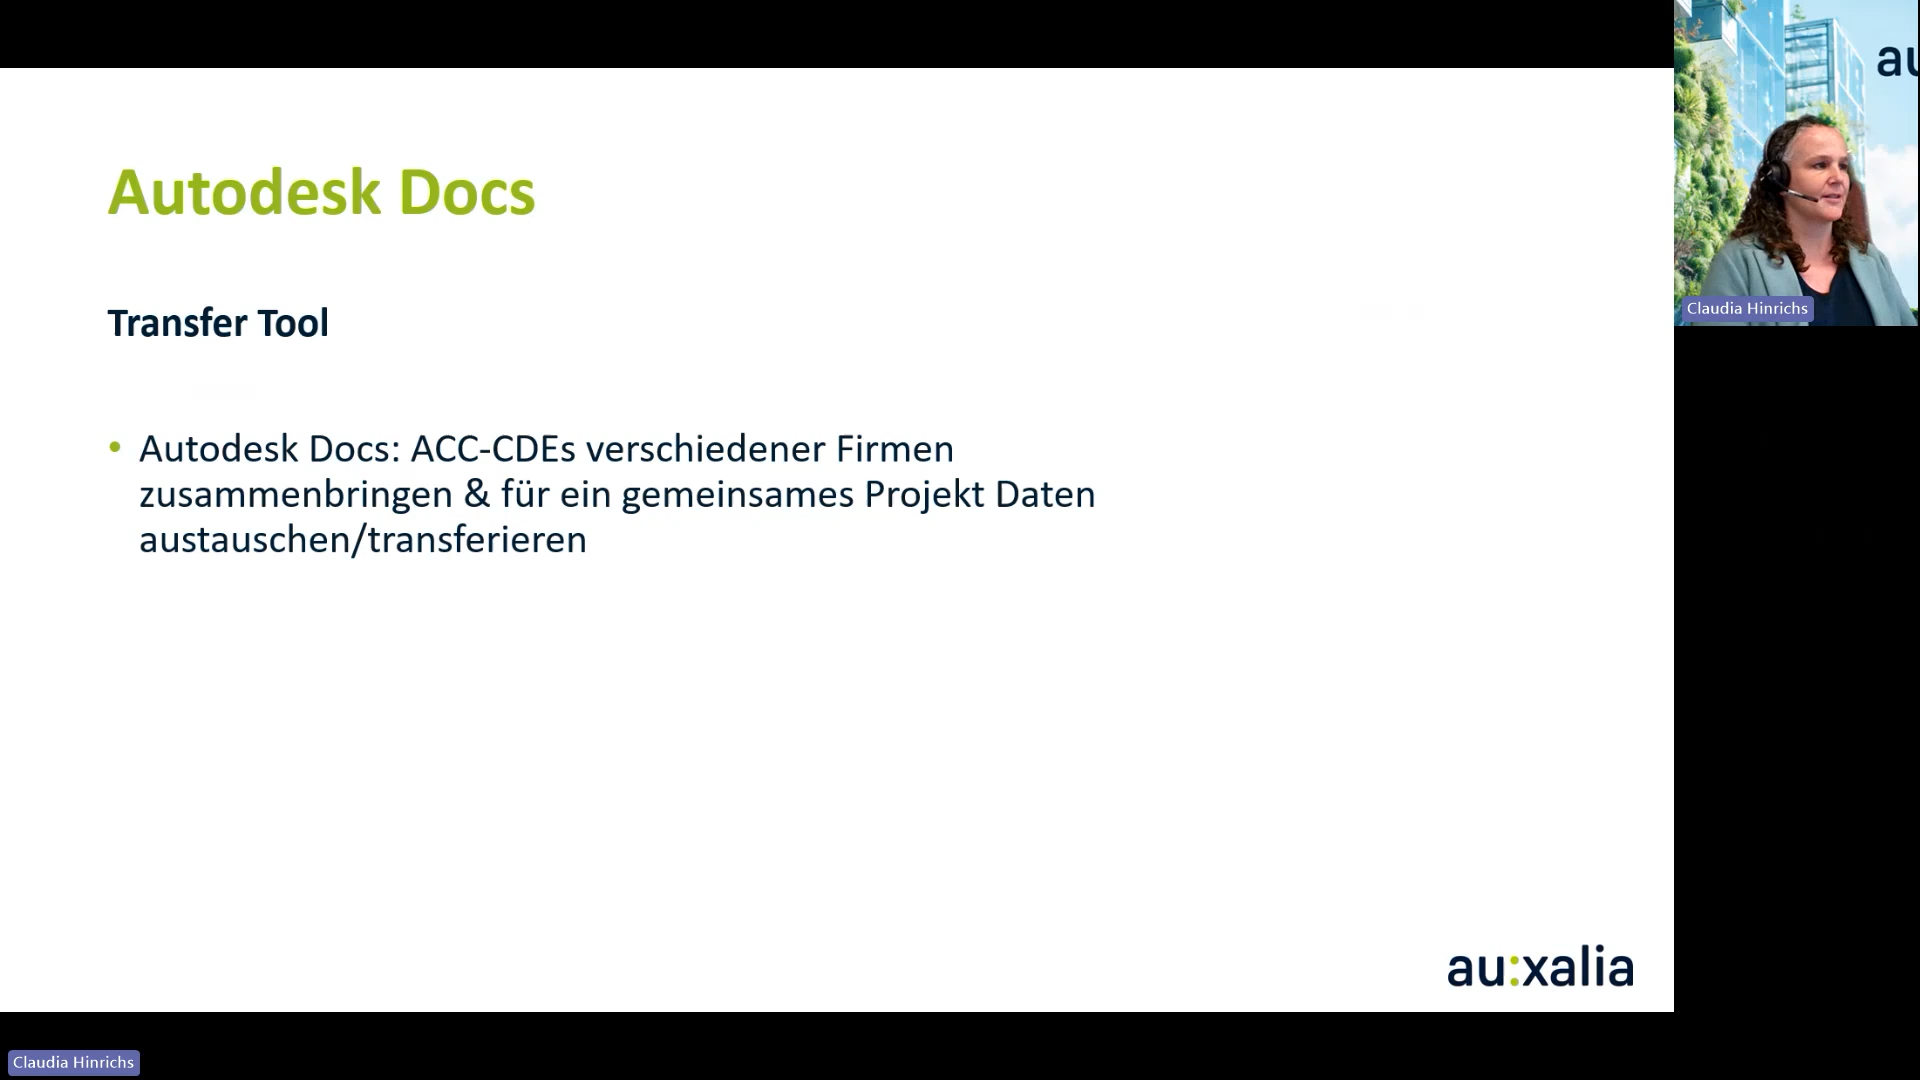 Autodesk Docs
Transfer Tool
• Autodesk Docs: ACC-CDEs verschiedener Firmen
zusammenbringen & für ein gemeinsames Projekt Daten
austauschen/transferieren
au:xalia
au
Claudia Hinrichs
Claudia Hinrichs